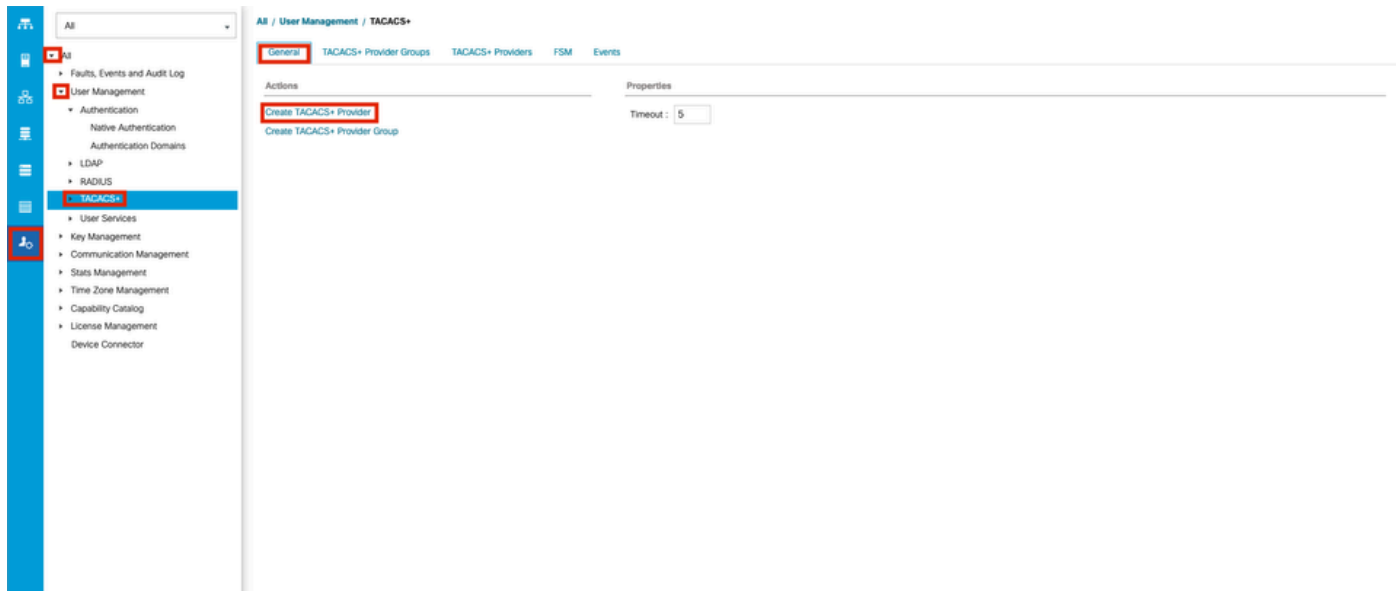 All
All
Faults, Events and Audit Log
User Management
Authentication
Native Authentication
Authentication Domains
LDAP
RADIUS
TACACS+
User Services
Key Management
Communication Management
Stats Management
Time Zone Management
Capability Catalog
License Management
Device Connector
All / User Management / TACACS+
General TACACS+ Provider Groups TACACS+ Providers FSM Events
Actions
Create TACACS+ Provider
Create TACACS+ Provider Group
Properties
Timeout : 5